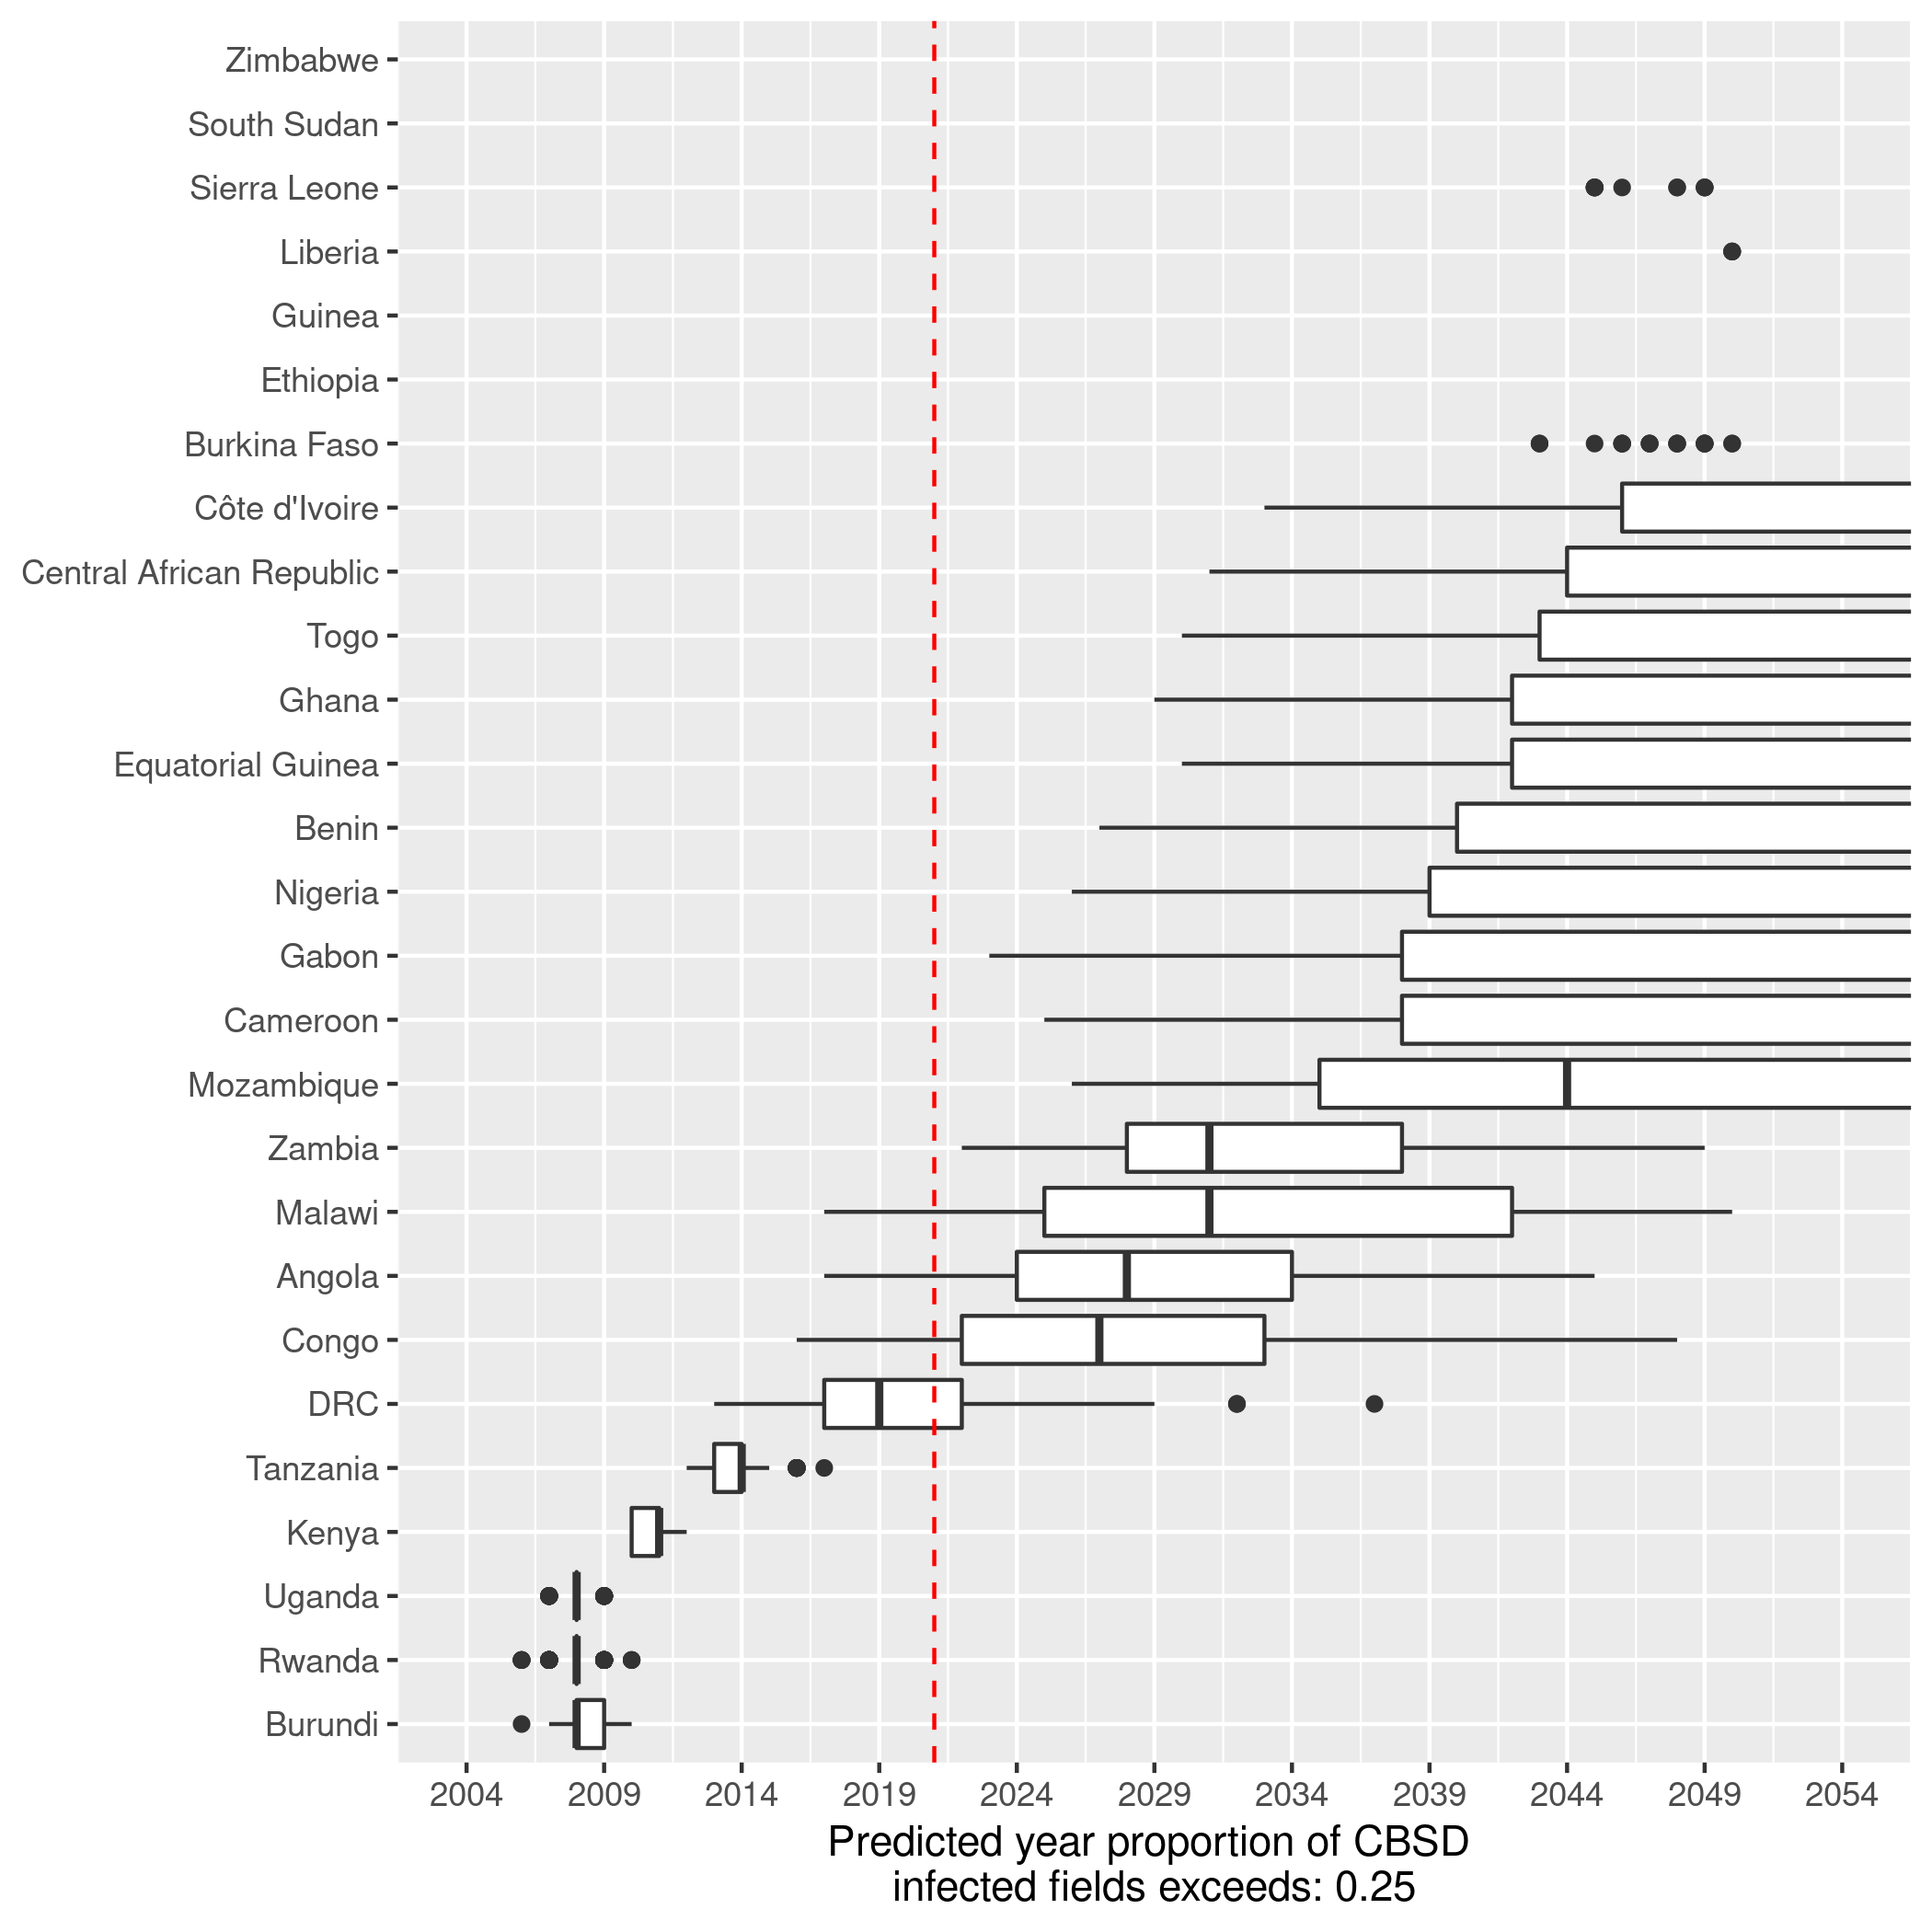 Zimbabwe
South Sudan
Sierra Leone
Liberia
Guinea
Ethiopia
Burkina Faso
Côte d'Ivoire
Central African Republic
Togo
Ghana
Equatorial Guinea
Benin
Nigeria
Gabon
Cameroon
Mozambique
Zambia
Malawi
Angola
Congo
DRC
Tanzania
Kenya
Uganda
Rwanda
Burundi
2004 2009 2014 2019 2024 2029 2034 2039 2044 2049 2054
Predicted year proportion of CBSD
infected fields exceeds: 0.25